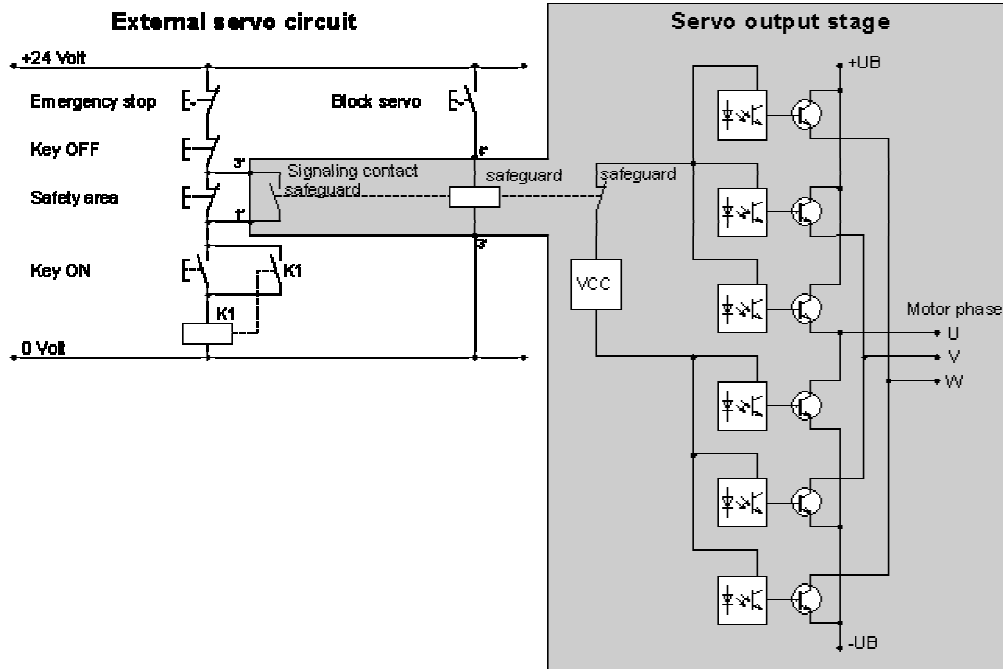 External servo circuit
Servo output stage
+24 Volt
+UB
Emergency stop
Block servo
Key OFF
3*
4*
Signaling contact
safeguard
safeguard
safeguard
Safety area
1*
3*
Key ON
K1
VCC
K1
Motor phase
U
0 Volt
V
W
-UB